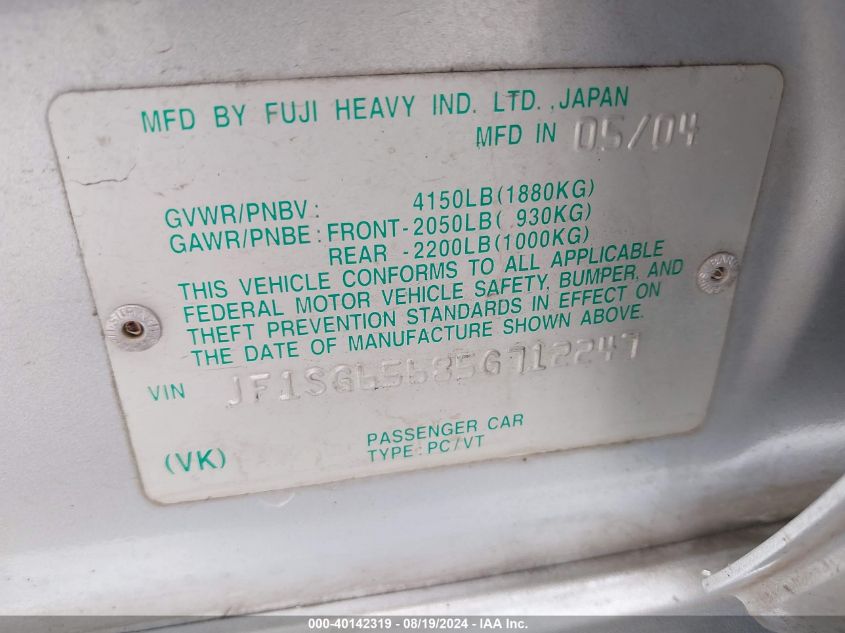 MFD BY FUJI HEAVY IND. LTD., JAPAN
MFD IN 05/04
GVWR/PNBV: 4150LB(1880KG)
GAWR/PNBE: FRONT-2050LB( 930KG)
REAR -2200LB(1000KG)
THIS VEHICLE CONFORMS TO ALL APPLICABLE
FEDERAL MOTOR VEHICLE SAFETY, BUMPER, AND
THEFT PREVENTION STANDARDS IN EFFECT ON
THE DATE OF MANUFACTURE SHOWN ABOVE.
VIN JF1SG65685G712247
PASSENGER CAR
(VK) TYPE: PC/VT
000-40142319 - 08/19/2024 - IAA Inc.